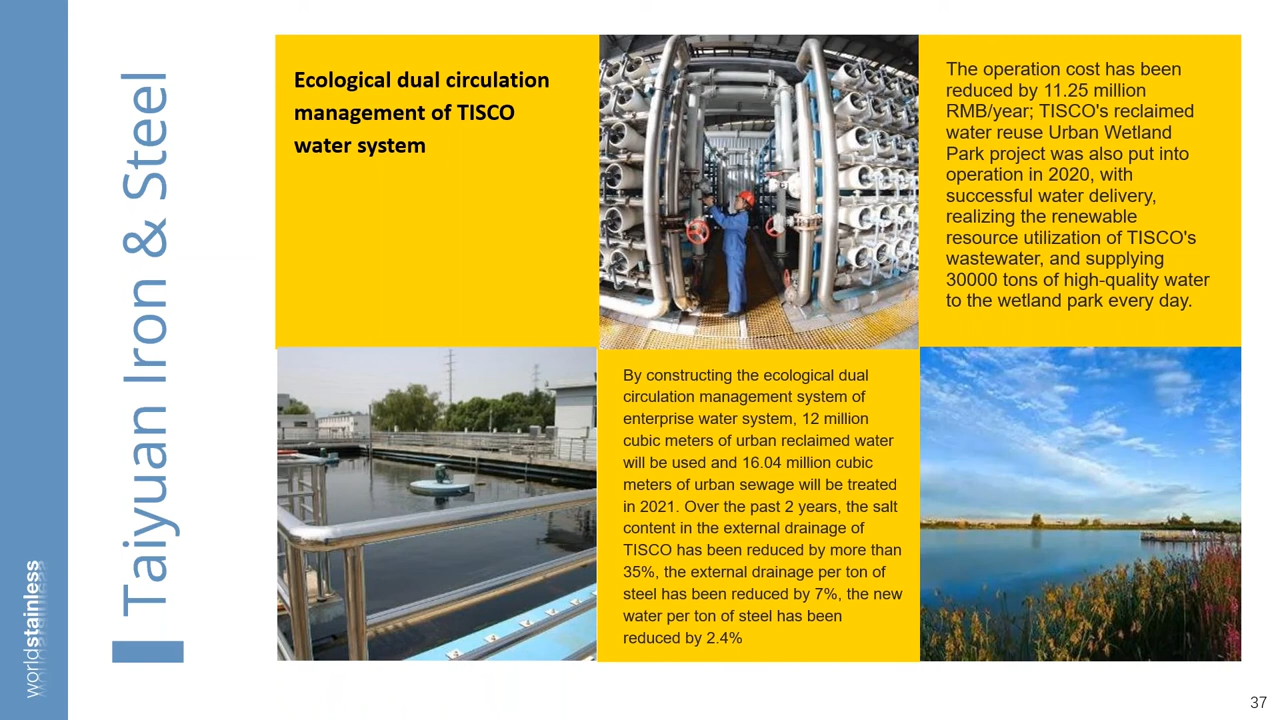 Taiyuan Iron & Steel
worldstainless
Ecological dual circulation
management of TISCO
water system
The operation cost has been
reduced by 11.25 million
RMB/year; TISCO's reclaimed
water reuse Urban Wetland
Park project was also put into
operation in 2020, with
successful water delivery,
realizing the renewable
resource utilization of TISCO's
wastewater, and supplying
30000 tons of high-quality water
to the wetland park every day.
By constructing the ecological dual
circulation management system of
enterprise water system, 12 million
cubic meters of urban reclaimed water
will be used and 16.04 million cubic
meters of urban sewage will be treated
in 2021. Over the past 2 years, the salt
content in the external drainage of
TISCO has been reduced by more than
35%, the external drainage per ton of
steel has been reduced by 7%, the new
water per ton of steel has been
reduced by 2.4%
37